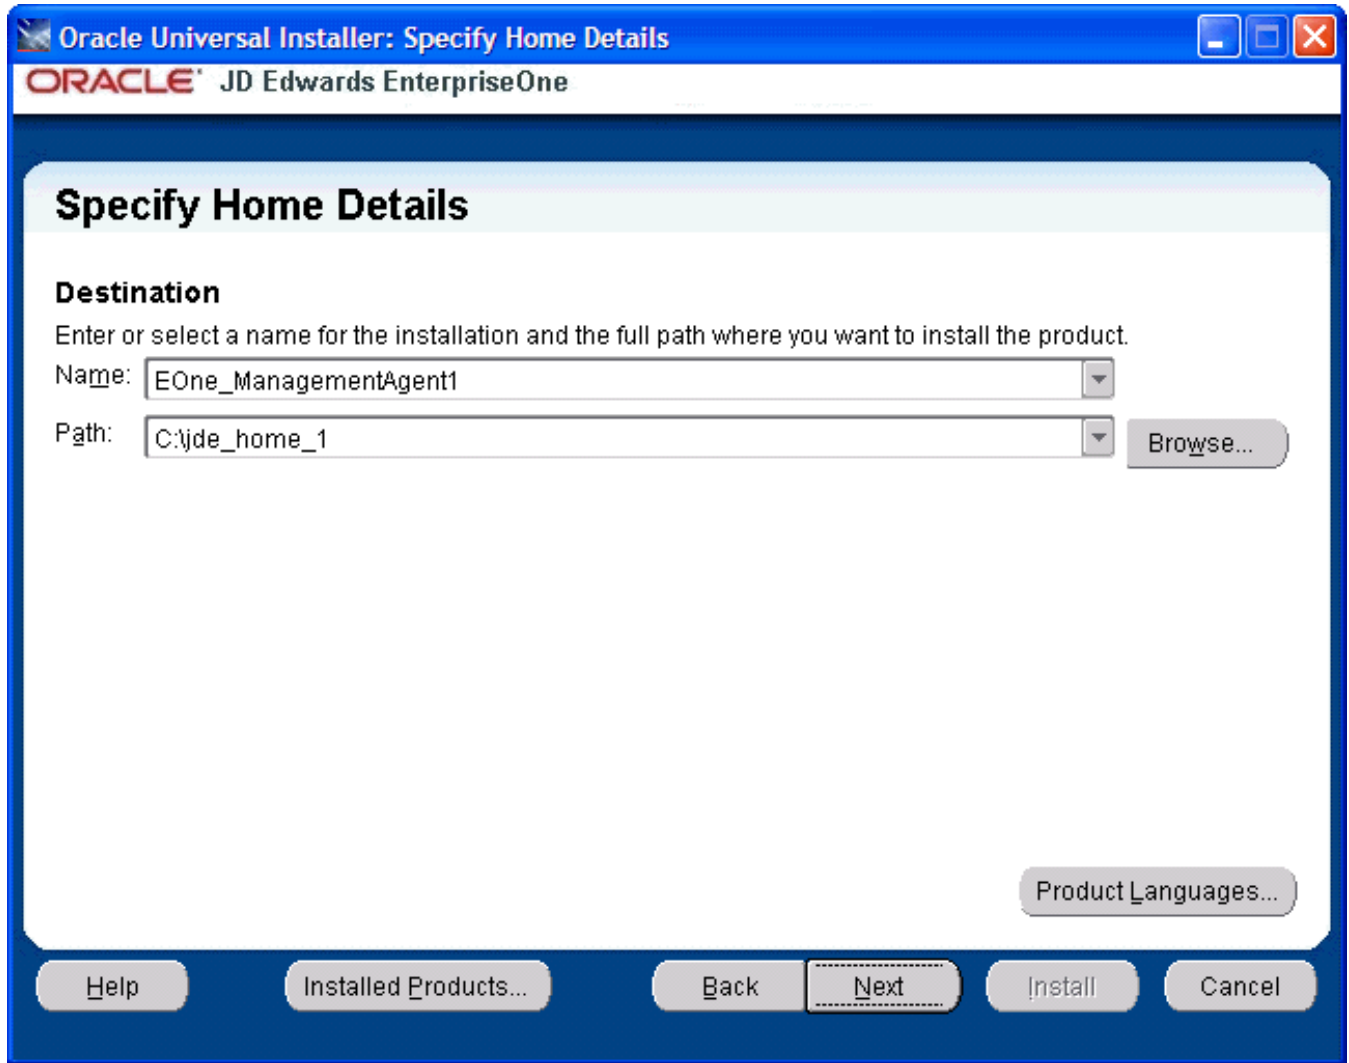 Oracle Universal Installer: Specify Home Details
ORACLE JD Edwards EnterpriseOne
Specify Home Details
Destination
Enter or select a name for the installation and the full path where you want to install the product.
Name: EOne_ManagementAgent1
Path: C:\jde_home_1 Browse...
Product Languages...
Help Installed Products... Back Next Install Cancel